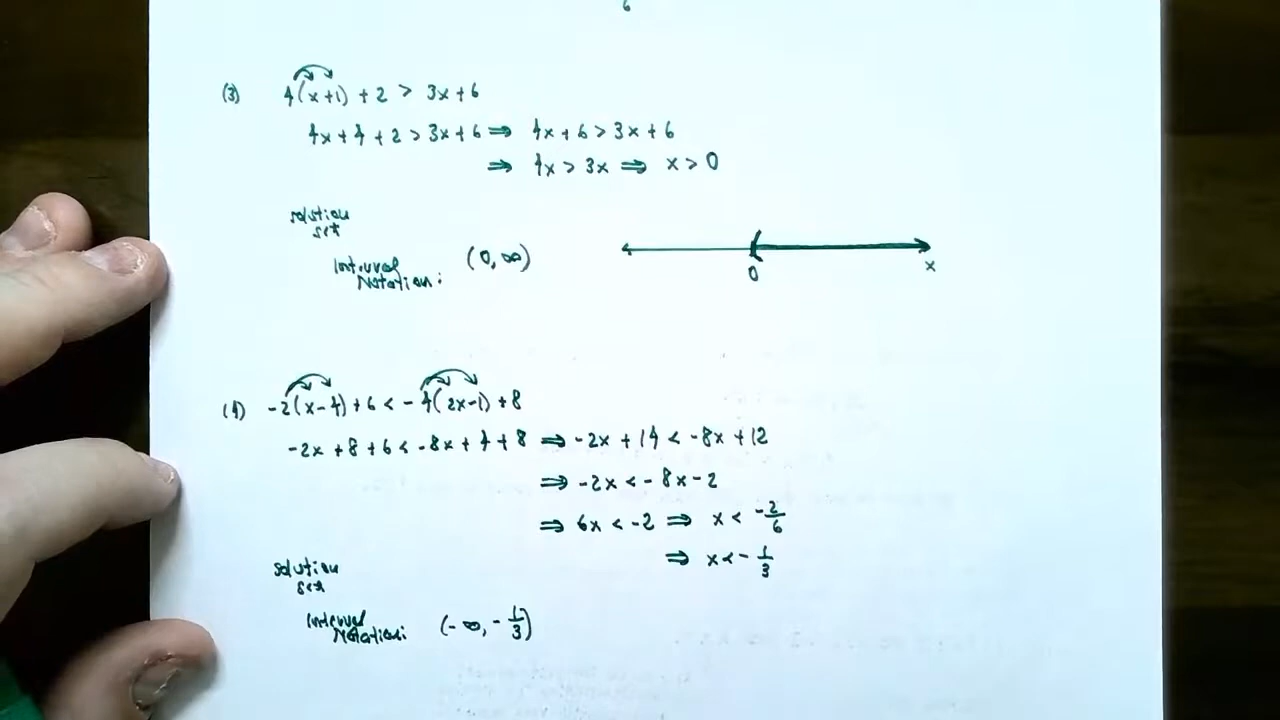 6
(3) 4(x+1) + 2 > 3x+6
4x+4+2 > 3x+6 ⇒ 4x+6 > 3x+6
⇒ 4x > 3x ⇒ x > 0
solution
set
Interval
Notation: (0, ∞)
0
x
(4) -2(x-4)+6 < -4(2x-1)+8
-2x+8+6 < -8x+4+8 ⇒ -2x+14 < -8x+12
⇒ -2x < -8x-2
⇒ 6x < -2 ⇒ x < -2/6
⇒ x < -1/3
solution
set
Interval
Notation: (-∞, -1/3)